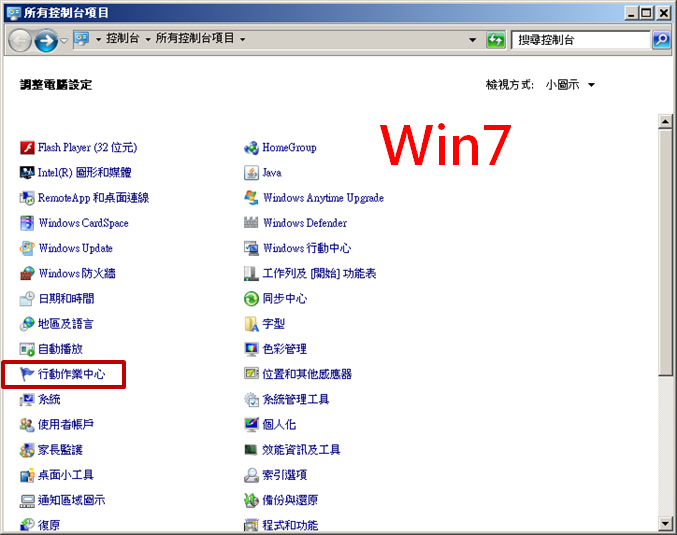 所有控制台項目
控制台 所有控制台項目 搜尋控制台
調整電腦設定 檢視方式: 小圖示
Win7
Flash Player (32 位元) HomeGroup
Intel(R) 圖形和媒體 Java
RemoteApp 和桌面連線 Windows Anytime Upgrade
Windows CardSpace Windows Defender
Windows Update Windows 行動中心
Windows 防火牆 工作列及 [開始] 功能表
日期和時間 同步中心
地區及語言 字型
自動播放 色彩管理
行動作業中心 位置和其他感應器
系統 系統管理工具
使用者帳戶 個人化
家長監護 效能資訊及工具
桌面小工具 索引選項
通知區域圖示 備份與還原
復原 程式和功能